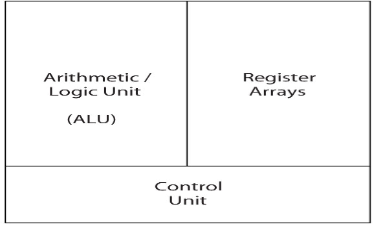 Arithmetic /
Logic Unit
(ALU)
Register
Arrays
Control
Unit